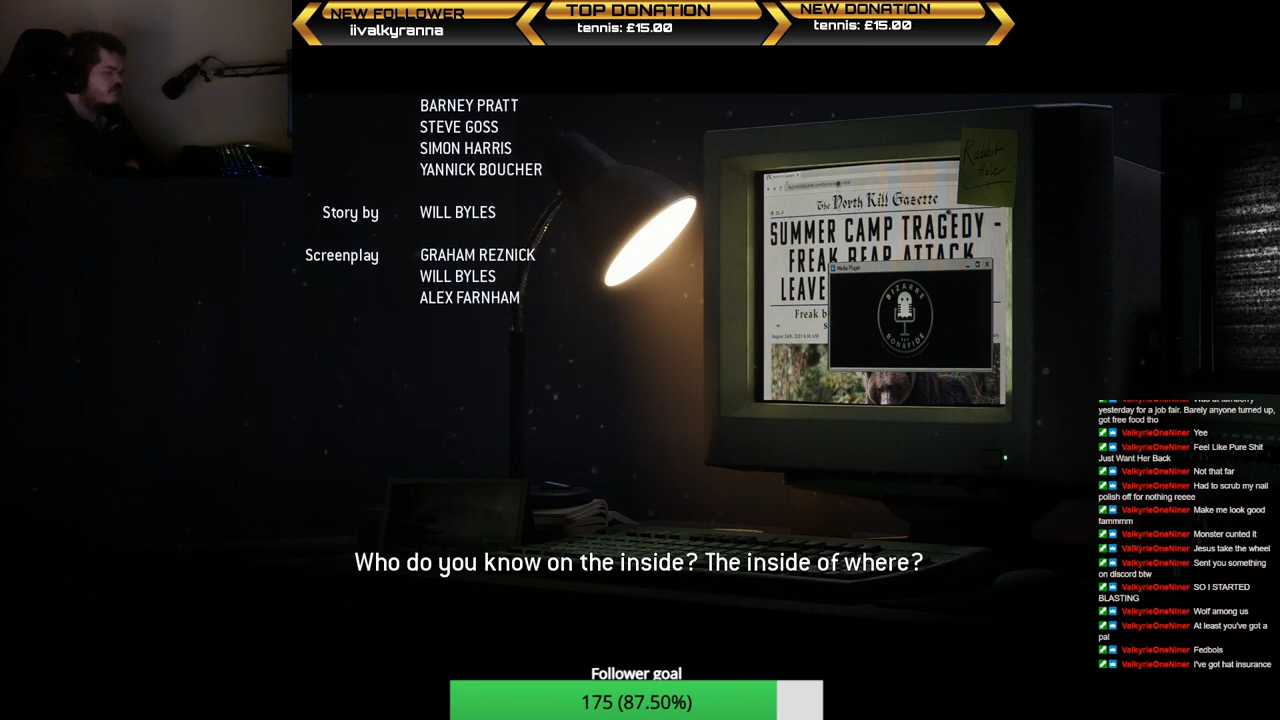 NEW FOLLOWER
iivalkyranna
TOP DONATION
tennis: £15.00
NEW DONATION
tennis: £15.00
BARNEY PRATT
STEVE GOSS
SIMON HARRIS
YANNICK BOUCHER
Story by WILL BYLES
Screenplay GRAHAM REZNICK
WILL BYLES
ALEX FARNHAM
Rabbit
Hole
The North Kill Gazette
SUMMER CAMP TRAGEDY -
FREAK BEAR ATTACK
LEAVE
Freak b
Media Player
BIZARRE
YET
BONAFIDE
Who do you know on the inside? The inside of where?
yesterday for a job fair. Barely anyone turned up,
got free food tho
ValkyrieOneNiner Yee
ValkyrieOneNiner Feel Like Pure Shit
Just Want Her Back
ValkyrieOneNiner Not that far
ValkyrieOneNiner Had to scrub my nail
polish off for nothing reeee
ValkyrieOneNiner Make me look good
fammmm
ValkyrieOneNiner Monster cunted it
ValkyrieOneNiner Jesus take the wheel
ValkyrieOneNiner Sent you something
on discord btw
ValkyrieOneNiner SO I STARTED
BLASTING
ValkyrieOneNiner Wolf among us
ValkyrieOneNiner At least you've got a
pal
ValkyrieOneNiner Fedbois
ValkyrieOneNiner I've got hat insurance
Follower goal
175 (87.50%)